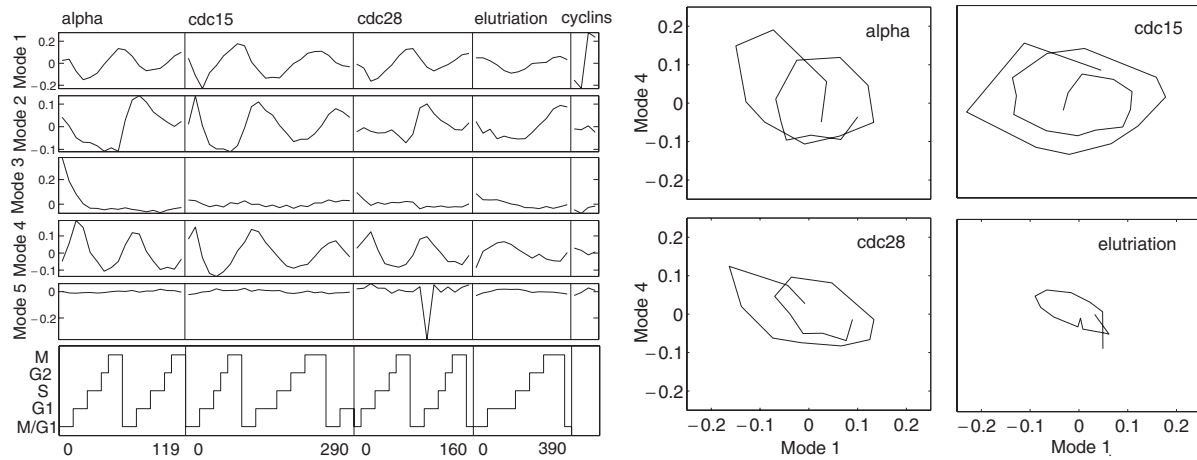 alpha cdc15 cdc28 elutriation cyclins
Mode 1
0.2
0
−0.2
Mode 2
0.1
0
−0.1
Mode 3
0.2
0
Mode 4
0.1
0
−0.1
Mode 5
0
−0.2
M
G2
S
G1
M/G1
0 119 0 290 0 160 0 390
alpha
Mode 4
0.2
0.1
0
−0.1
−0.2
cdc15
cdc28
Mode 4
0.2
0.1
0
−0.1
−0.2
−0.2 −0.1 0 0.1 0.2
Mode 1
elutriation
−0.2 −0.1 0 0.1 0.2
Mode 1